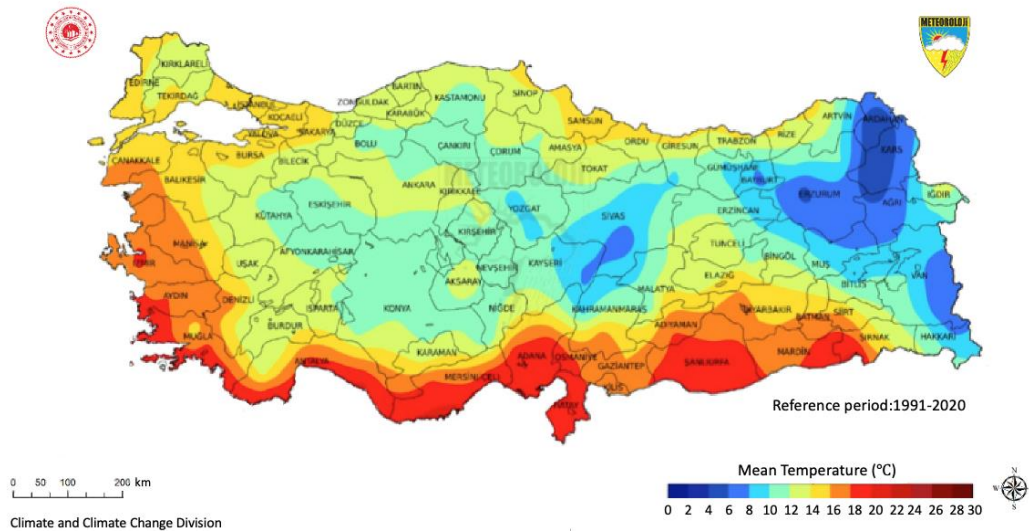 METEOROLOJİ
KIRKLARELİ
EDİRNE
TEKİRDAĞ
İSTANBUL
KOCAELİ
YALOVA
SAKARYA
DÜZCE
ZONGULDAK
BARTIN
KARABÜK
KASTAMONU
SİNOP
SAMSUN
ORDU
GİRESUN
TRABZON
RİZE
ARTVİN
ARDAHAN
KARS
ÇANAKKALE
BALIKESİR
BURSA
BİLECİK
BOLU
ÇANKIRI
ÇORUM
AMASYA
TOKAT
GÜMÜŞHANE
BAYBURT
ERZURUM
AĞRI
IĞDIR
METEOROLOJİ
KÜTAHYA
ESKİŞEHİR
ANKARA
KIRIKKALE
YOZGAT
SİVAS
ERZİNCAN
MANİSA
İZMİR
UŞAK
AFYONKARAHİSAR
KIRŞEHİR
NEVŞEHİR
KAYSERİ
TUNCELİ
BİNGÖL
MUŞ
BİTLİS
VAN
AYDIN
DENİZLİ
ISPARTA
BURDUR
KONYA
AKSARAY
NİĞDE
KAHRAMANMARAŞ
MALATYA
ELAZIĞ
DİYARBAKIR
BATMAN
SİİRT
ŞIRNAK
HAKKARİ
MUĞLA
ANTALYA
KARAMAN
MERSİN(İÇEL)
ADANA
OSMANİYE
GAZİANTEP
KİLİS
HATAY
ADIYAMAN
ŞANLIURFA
MARDİN
Reference period:1991-2020
Mean Temperature (°C)
0 2 4 6 8 10 12 14 16 18 20 22 24 26 28 30
N
W E
S
0 50 100 200 km
Climate and Climate Change Division